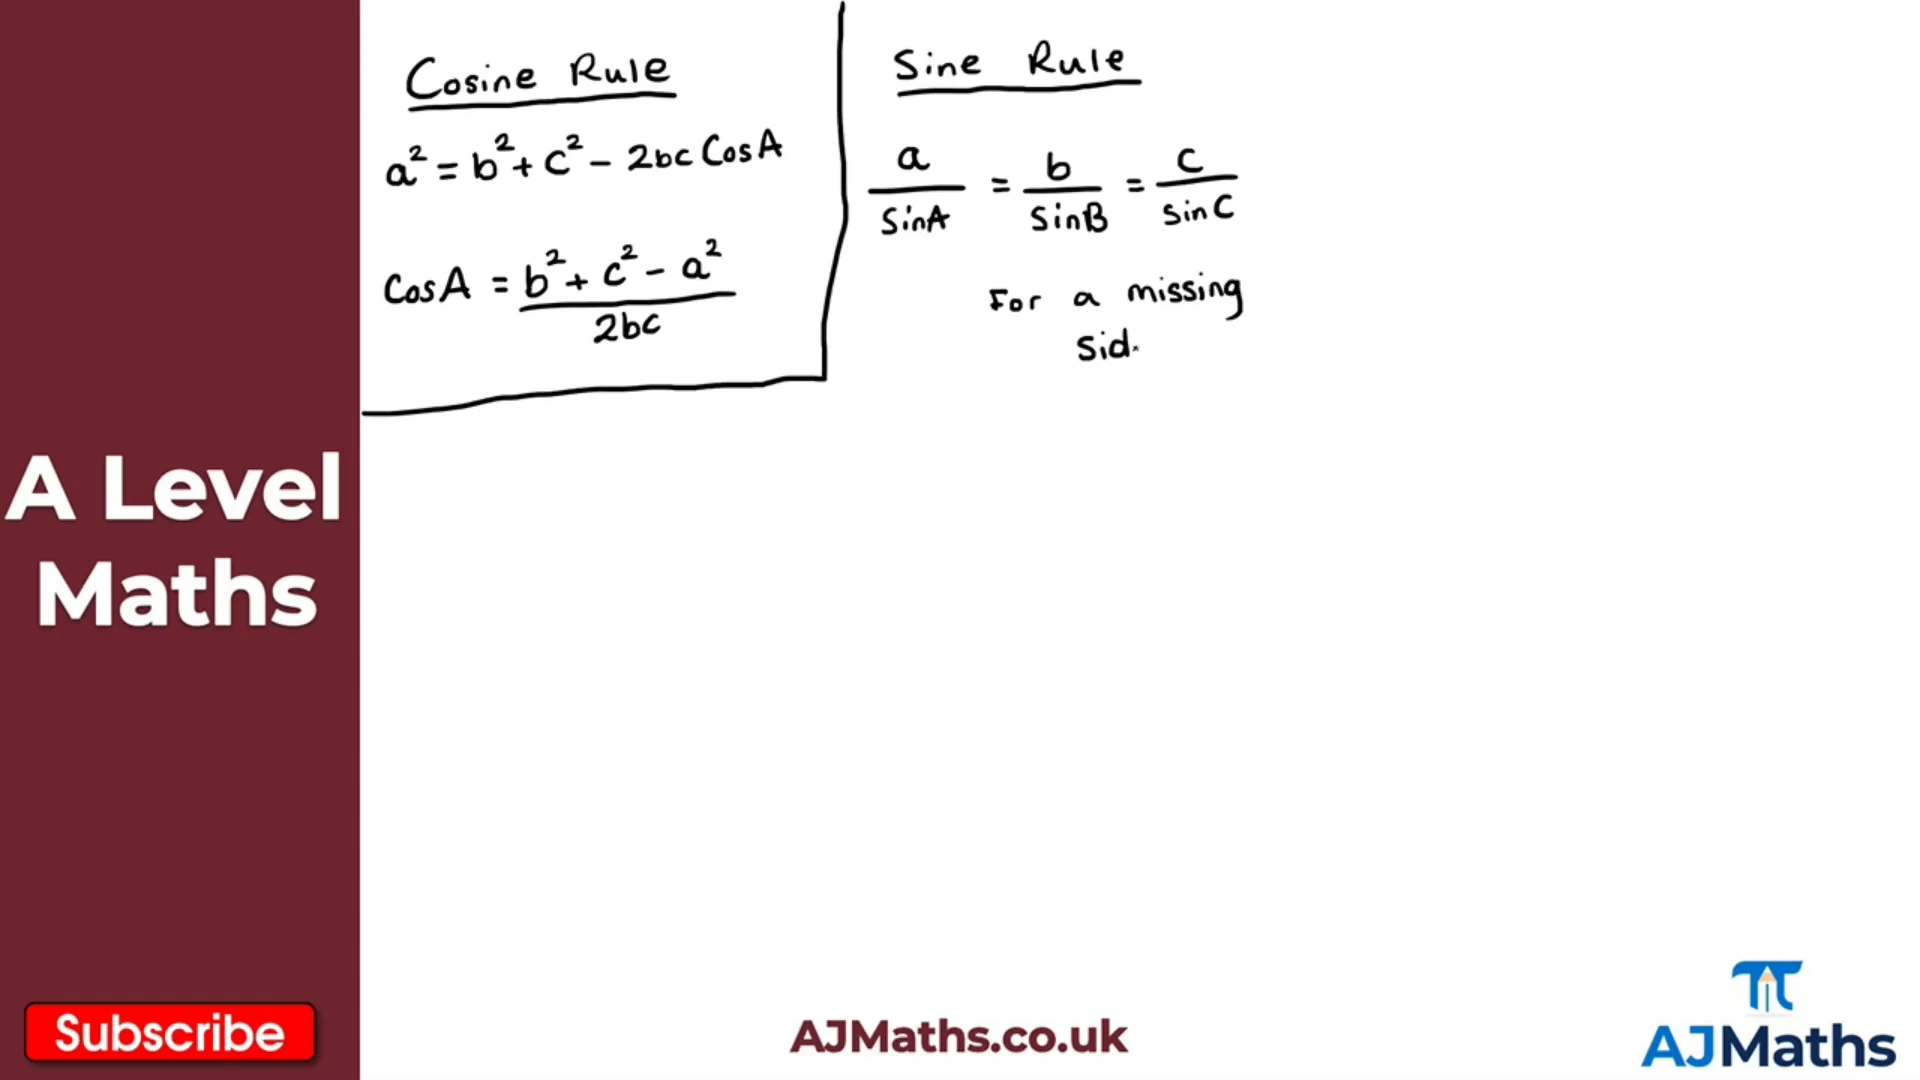 Cosine Rule
a² = b² + c² - 2bc CosA
CosA = b² + c² - a²
2bc
Sine Rule
a/SinA = b/SinB = c/SinC
For a missing
Sid
A Level
Maths
Subscribe
AJMaths.co.uk
AJMaths